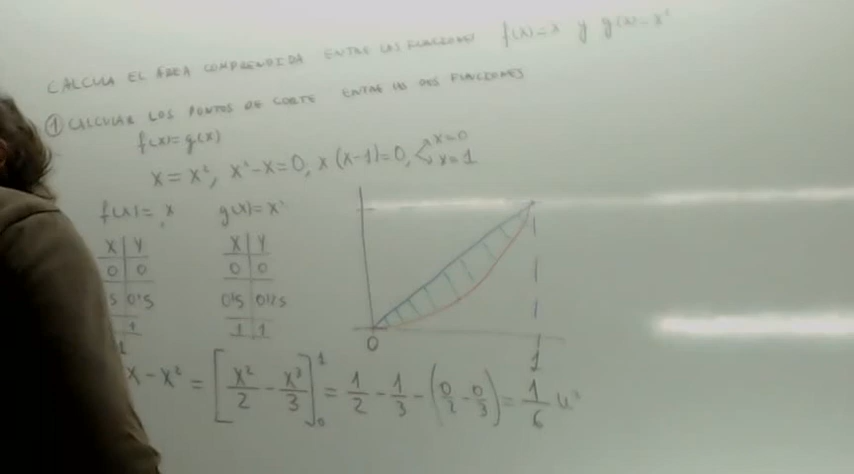 CALCULA EL ÁREA COMPRENDIDA ENTRE LAS FUNCIONES f(x)=x y g(x)=x²
① CALCULAR LOS PUNTOS DE CORTE ENTRE LAS DOS FUNCIONES
f(x)=g(x)
x = x², x²-x=0, x(x-1)=0, x=0
x=1
f(x)=x g(x)=x²
X Y X Y
0 0 0 0
5 0'5 0'5 0'25
1 1 1
0 1
x - x² = [x²/2 - x³/3]₀¹ = 1/2 - 1/3 - (0/2 - 0/3) = 1/6 u²